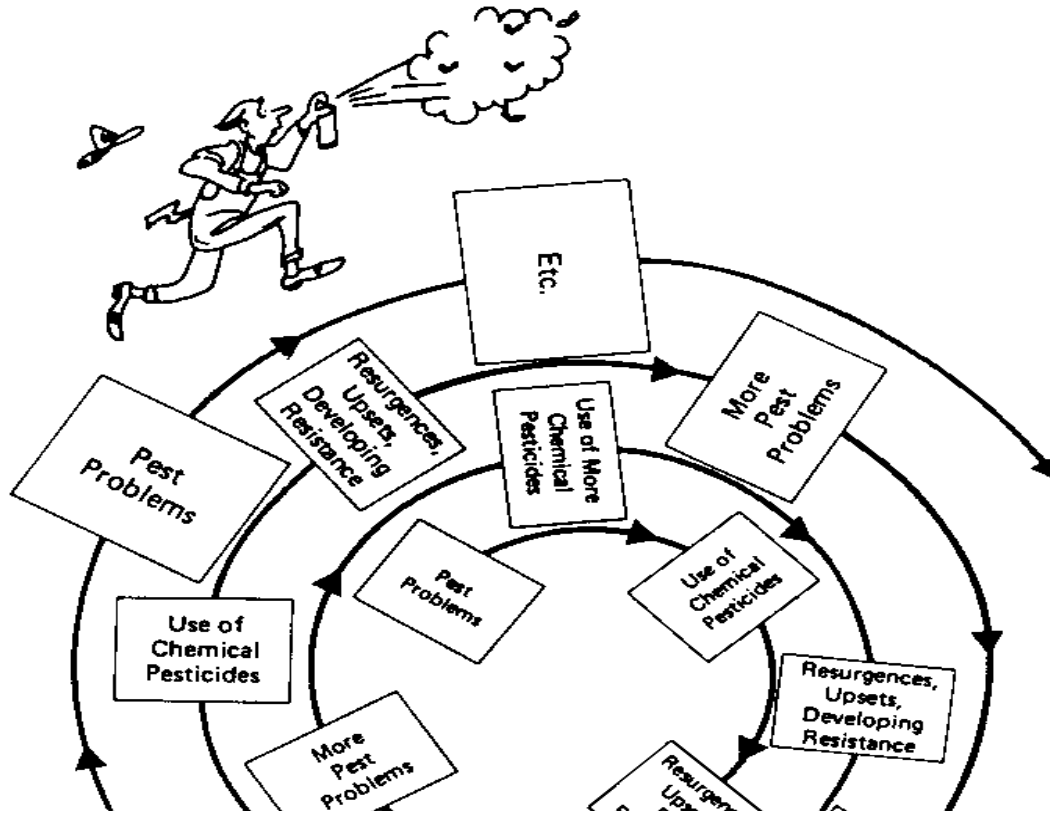 Etc.
Resurgences,
Upsets,
Developing
Resistance
More
Pest
Problems
Use of More
Chemical
Pesticides
Pest
Problems
Pest
Problems
Use of
Chemical
Pesticides
Use of
Chemical
Pesticides
Resurgences,
Upsets,
Developing
Resistance
More
Pest
Problems